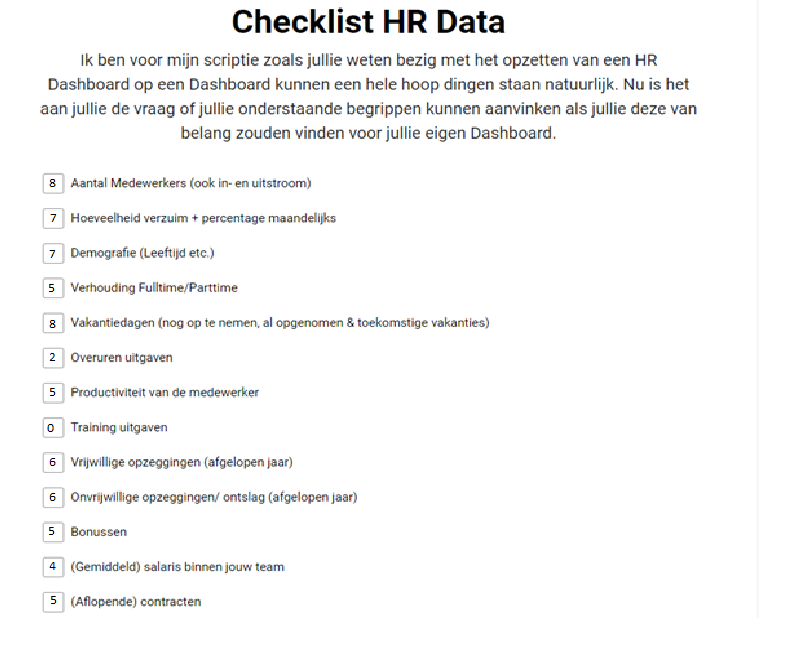 Checklist HR Data
Ik ben voor mijn scriptie zoals jullie weten bezig met het opzetten van een HR
Dashboard op een Dashboard kunnen een hele hoop dingen staan natuurlijk. Nu is het
aan jullie de vraag of jullie onderstaande begrippen kunnen aanvinken als jullie deze van
belang zouden vinden voor jullie eigen Dashboard.
8 Aantal Medewerkers (ook in- en uitstroom)
7 Hoeveelheid verzuim + percentage maandelijks
7 Demografie (Leeftijd etc.)
5 Verhouding Fulltime/Parttime
8 Vakantiedagen (nog op te nemen, al opgenomen & toekomstige vakanties)
2 Overuren uitgaven
5 Productiviteit van de medewerker
0 Training uitgaven
6 Vrijwillige opzeggingen (afgelopen jaar)
6 Onvrijwillige opzeggingen/ ontslag (afgelopen jaar)
5 Bonussen
4 (Gemiddeld) salaris binnen jouw team
5 (Aflopende) contracten